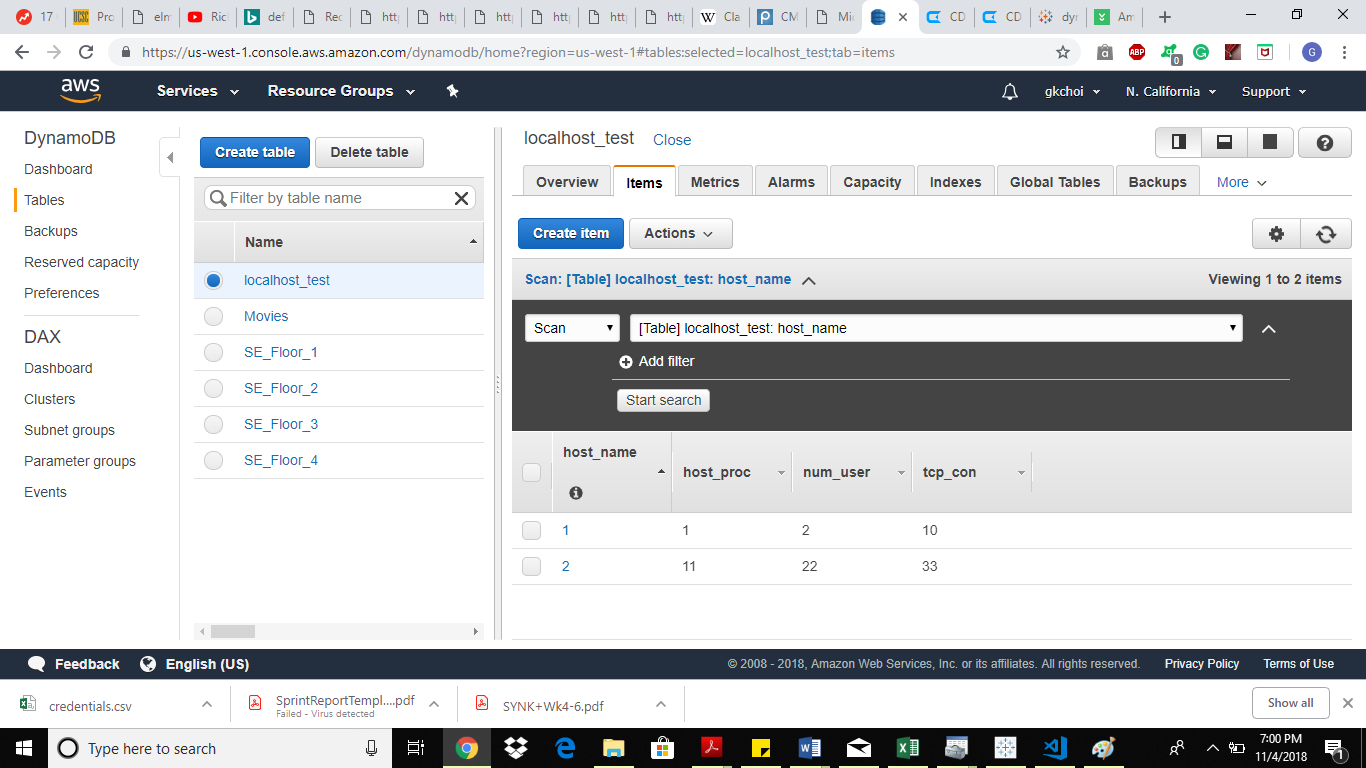 17
Pro
elm
Ric
def
Rec
http
http
http
http
http
http
Cla
CM
Mic
CD
CD
dyn
Am
https://us-west-1.console.aws.amazon.com/dynamodb/home?region=us-west-1#tables:selected=localhost_test;tab=items
ABP
0
G
aws
Services
Resource Groups
gkchoi
N. California
Support
DynamoDB
Dashboard
Tables
Backups
Reserved capacity
Preferences
DAX
Dashboard
Clusters
Subnet groups
Parameter groups
Events
Create table
Delete table
Filter by table name
Name
localhost_test
Movies
SE_Floor_1
SE_Floor_2
SE_Floor_3
SE_Floor_4
localhost_test Close
Overview Items Metrics Alarms Capacity Indexes Global Tables Backups More
Create item Actions
Scan: [Table] localhost_test: host_name Viewing 1 to 2 items
Scan [Table] localhost_test: host_name
Add filter
Start search
host_name host_proc num_user tcp_con
1 1 2 10
2 11 22 33
Feedback English (US) © 2008 - 2018, Amazon Web Services, Inc. or its affiliates. All rights reserved. Privacy Policy Terms of Use
credentials.csv
SprintReportTempl....pdf
Failed - Virus detected
SYNK+Wk4-6.pdf
Show all
Type here to search
7:00 PM
11/4/2018
1